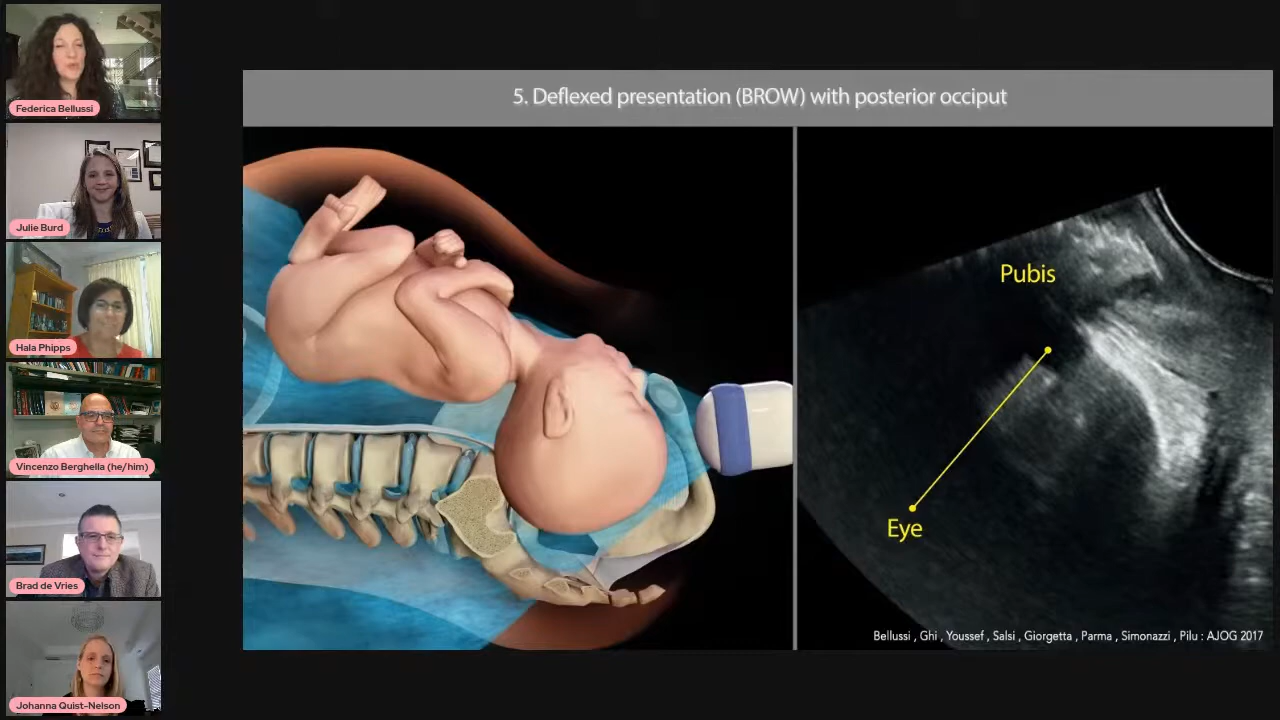 Federica Bellussi
Julie Burd
Hala Phipps
Vincenzo Berghella (he/him)
Brad de Vries
Johanna Quist-Nelson
5. Deflexed presentation (BROW) with posterior occiput
Pubis
Eye
Bellussi , Ghi , Youssef , Salsi , Giorgetta , Parma , Simonazzi , Pilu : AJOG 2017